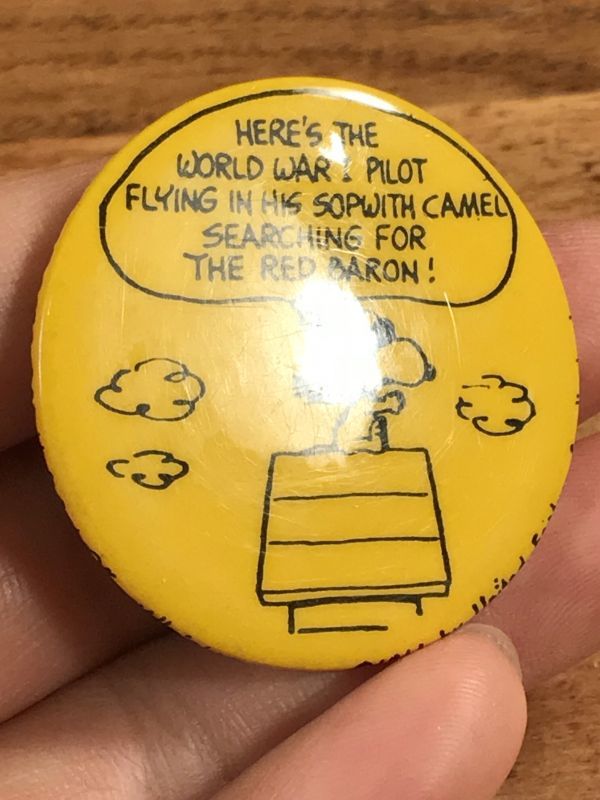 HERE'S THE
WORLD WAR I PILOT
FLYING IN HIS SOPWITH CAMEL
SEARCHING FOR
THE RED BARON!